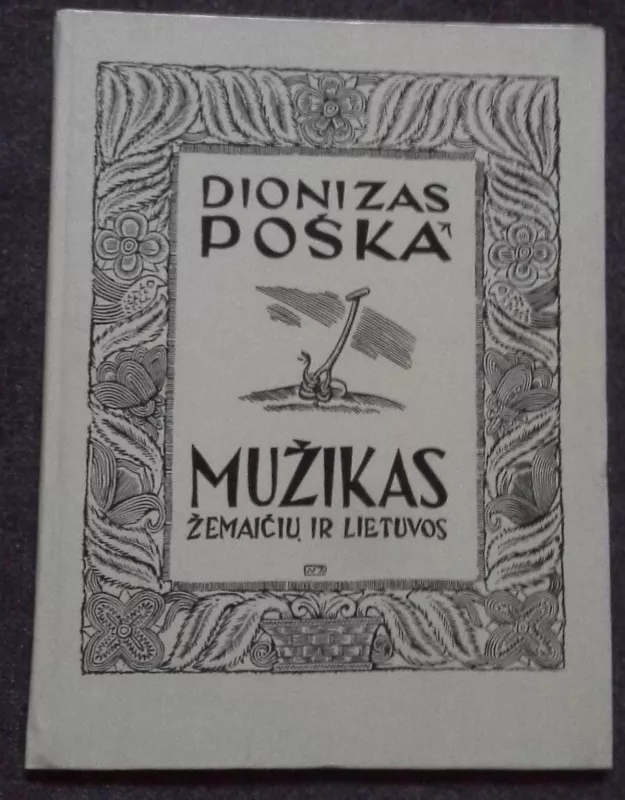 DIONIZAS
POŠKA
MUŽIKAS
ŽEMAIČIŲ IR LIETUVOS